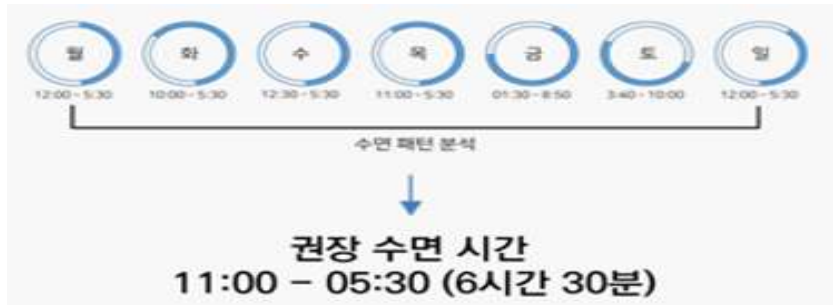 월 화 수 목 금 토 일
12:00 - 5:30 10:00 - 5:30 12:30 - 5:30 11:00 - 5:30 01:30 - 8:50 3:40 - 10:00 12:00 - 5:30
수면 패턴 분석
권장 수면 시간
11:00 - 05:30 (6시간 30분)